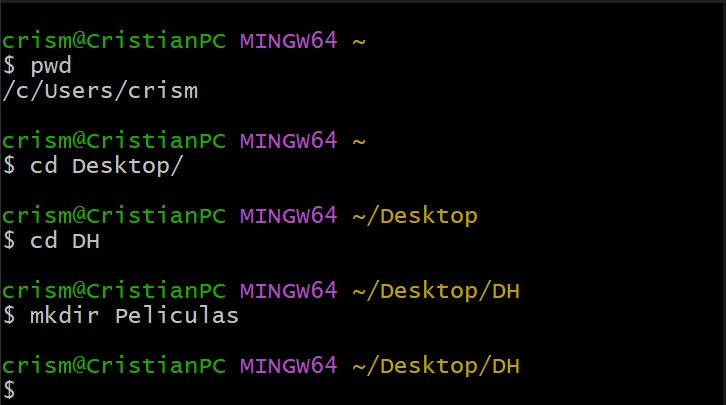 crism@CristianPC MINGW64 ~
$ pwd
/c/Users/crism
crism@CristianPC MINGW64 ~
$ cd Desktop/
crism@CristianPC MINGW64 ~/Desktop
$ cd DH
crism@CristianPC MINGW64 ~/Desktop/DH
$ mkdir Peliculas
crism@CristianPC MINGW64 ~/Desktop/DH
$